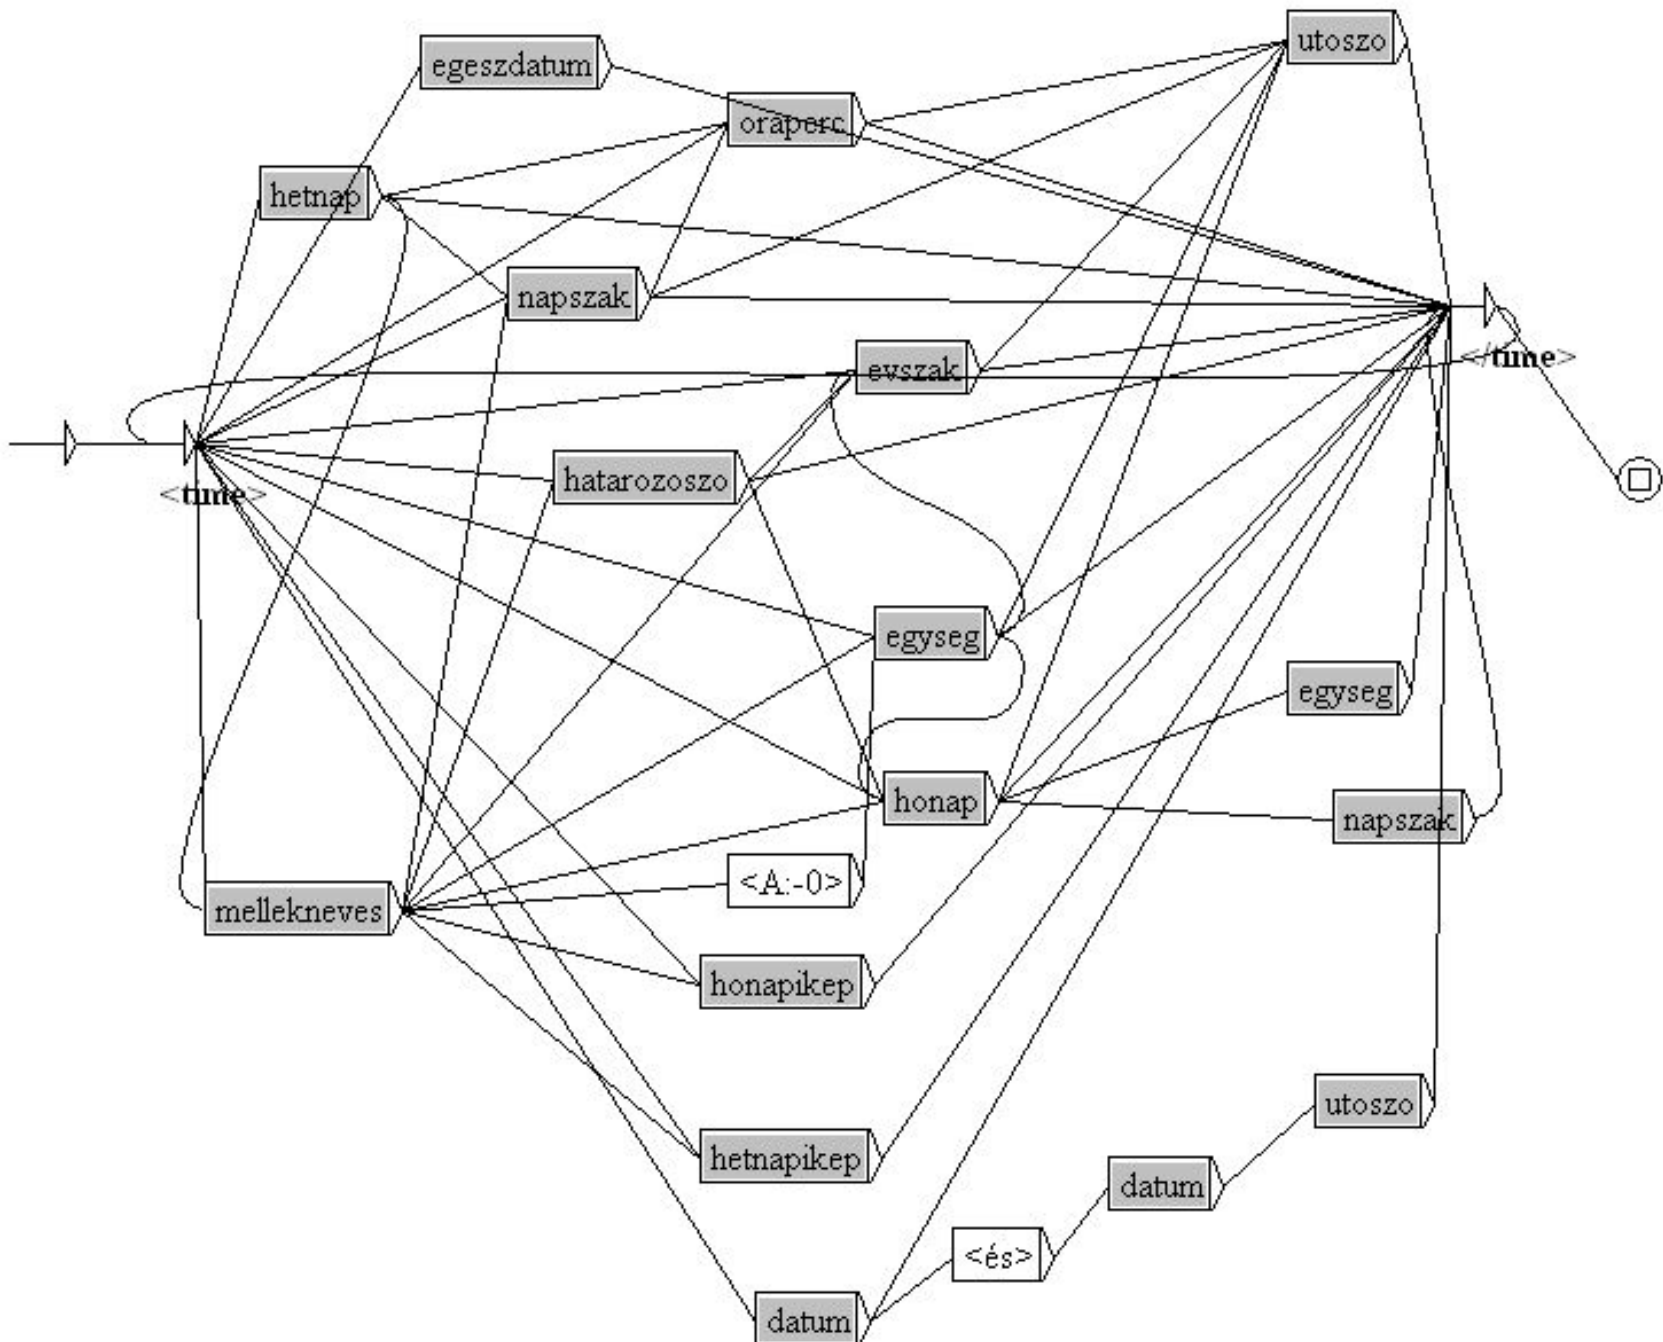 utoszo
egeszdatum
oraperc
hetnap
napszak
</time>
evszak
hatarozoszo
<time>
egyseg
egyseg
honap
napszak
<A:-0>
mellekneves
honapikep
utoszo
hetnapikep
datum
<és>
datum